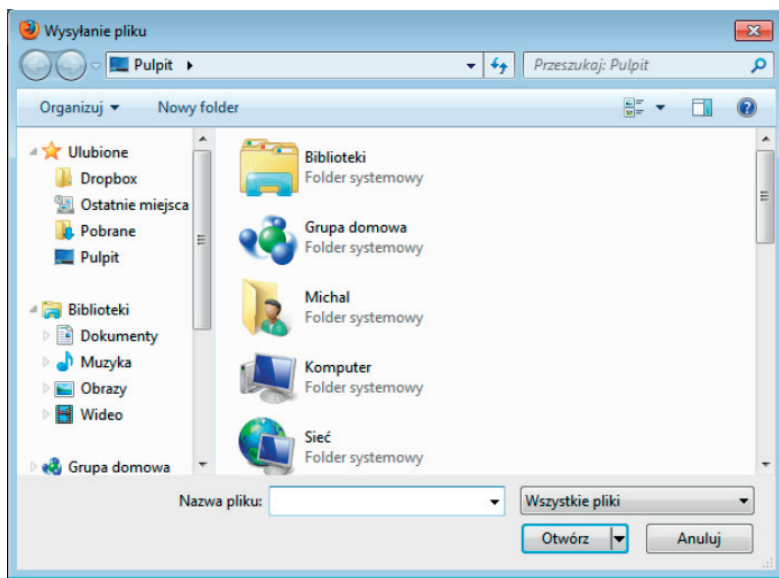 Wysyłanie pliku
Pulpit
Przeszukaj: Pulpit
Organizuj
Nowy folder
Ulubione
Dropbox
Ostatnie miejsca
Pobrane
Pulpit
Biblioteki
Dokumenty
Muzyka
Obrazy
Wideo
Grupa domowa
Biblioteki
Folder systemowy
Grupa domowa
Folder systemowy
Michal
Folder systemowy
Komputer
Folder systemowy
Sieć
Folder systemowy
Nazwa pliku:
Wszystkie pliki
Otwórz
Anuluj